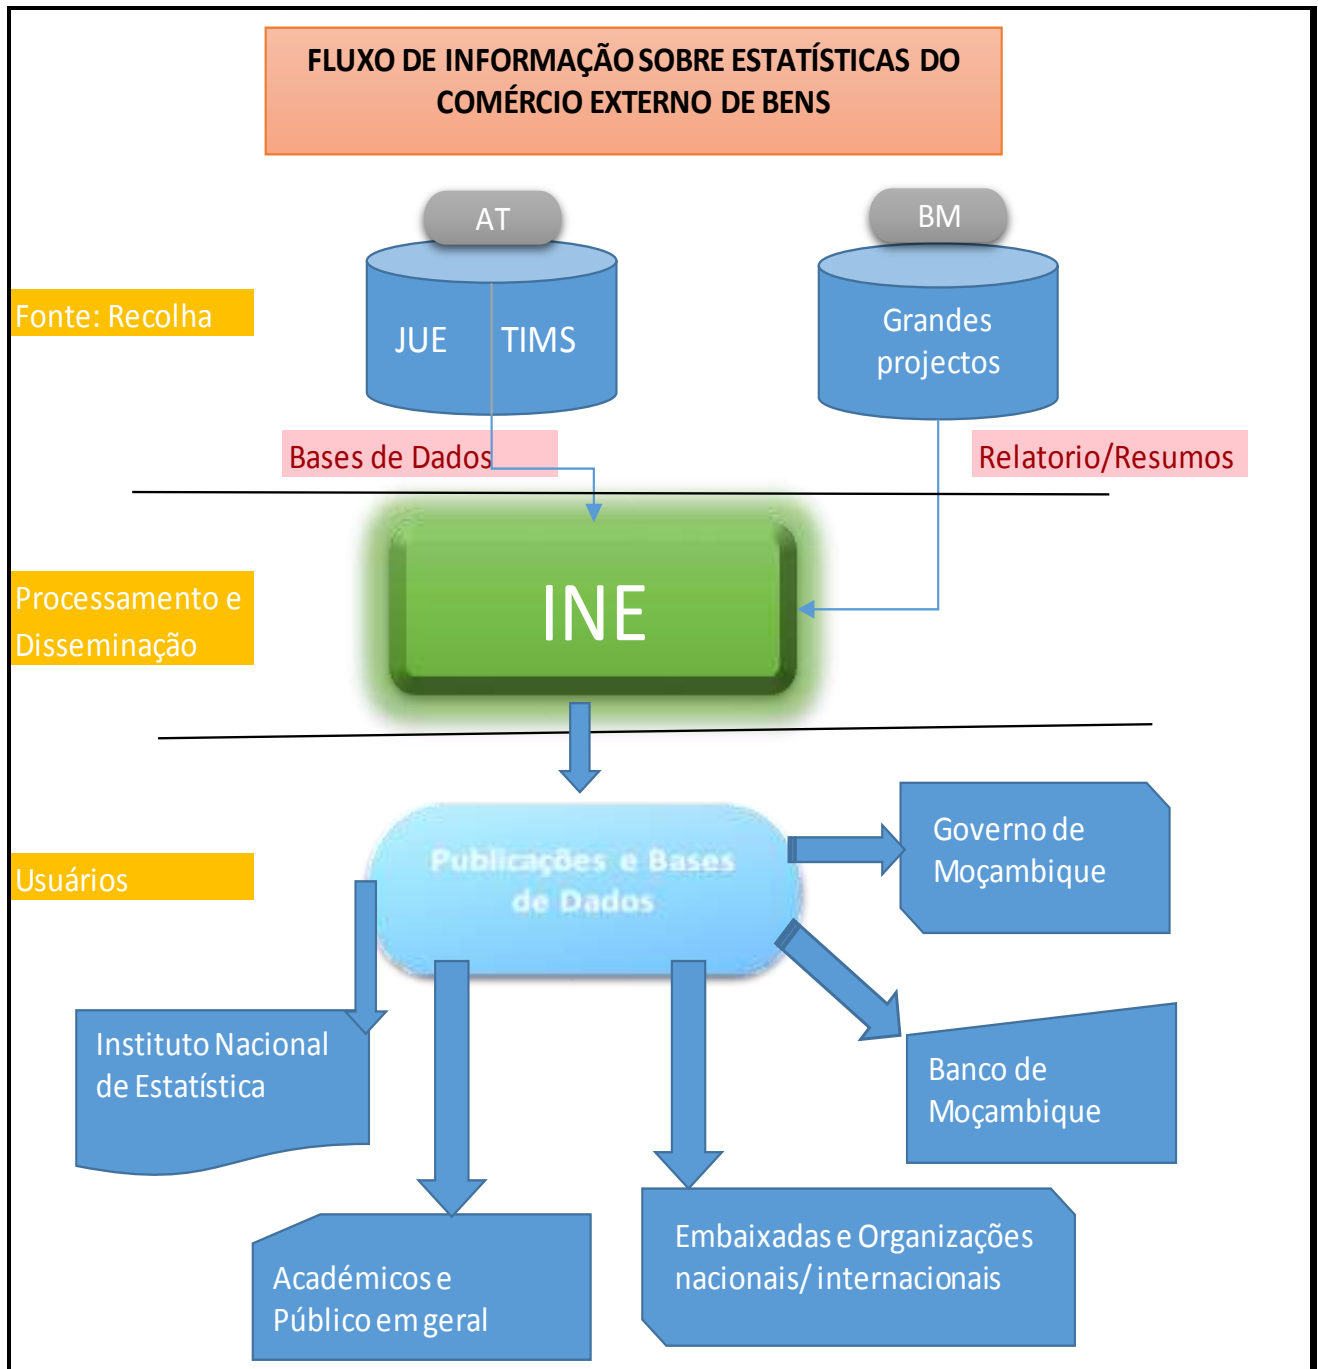 FLUXO DE INFORMAÇÃO SOBRE ESTATÍSTICAS DO
COMÉRCIO EXTERNO DE BENS
AT
BM
Fonte: Recolha
JUE
TIMS
Grandes
projectos
Bases de Dados
Relatorio/Resumos
Processamento e
Disseminação
INE
Usuários
Publicações e Bases
de Dados
Governo de
Moçambique
Instituto Nacional
de Estatística
Banco de
Moçambique
Académicos e
Público em geral
Embaixadas e Organizações
nacionais/ internacionais